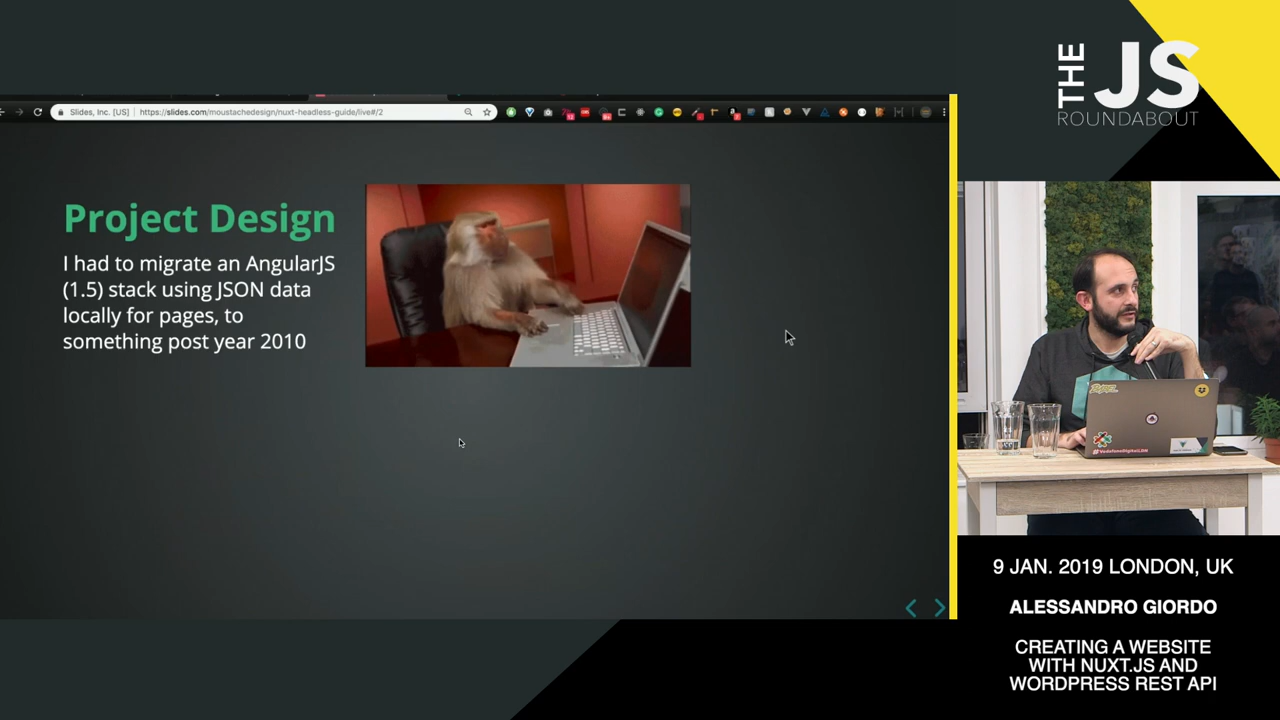 Slides, Inc. [US]
https://slides.com/moustachedesign/nuxt-headless-guide/live#/2
Project Design
I had to migrate an AngularJS
(1.5) stack using JSON data
locally for pages, to
something post year 2010
THE
JS
ROUNDABOUT
#VodafoneDigitalLDN
9 JAN. 2019 LONDON, UK
ALESSANDRO GIORDO
CREATING A WEBSITE
WITH NUXT.JS AND
WORDPRESS REST API